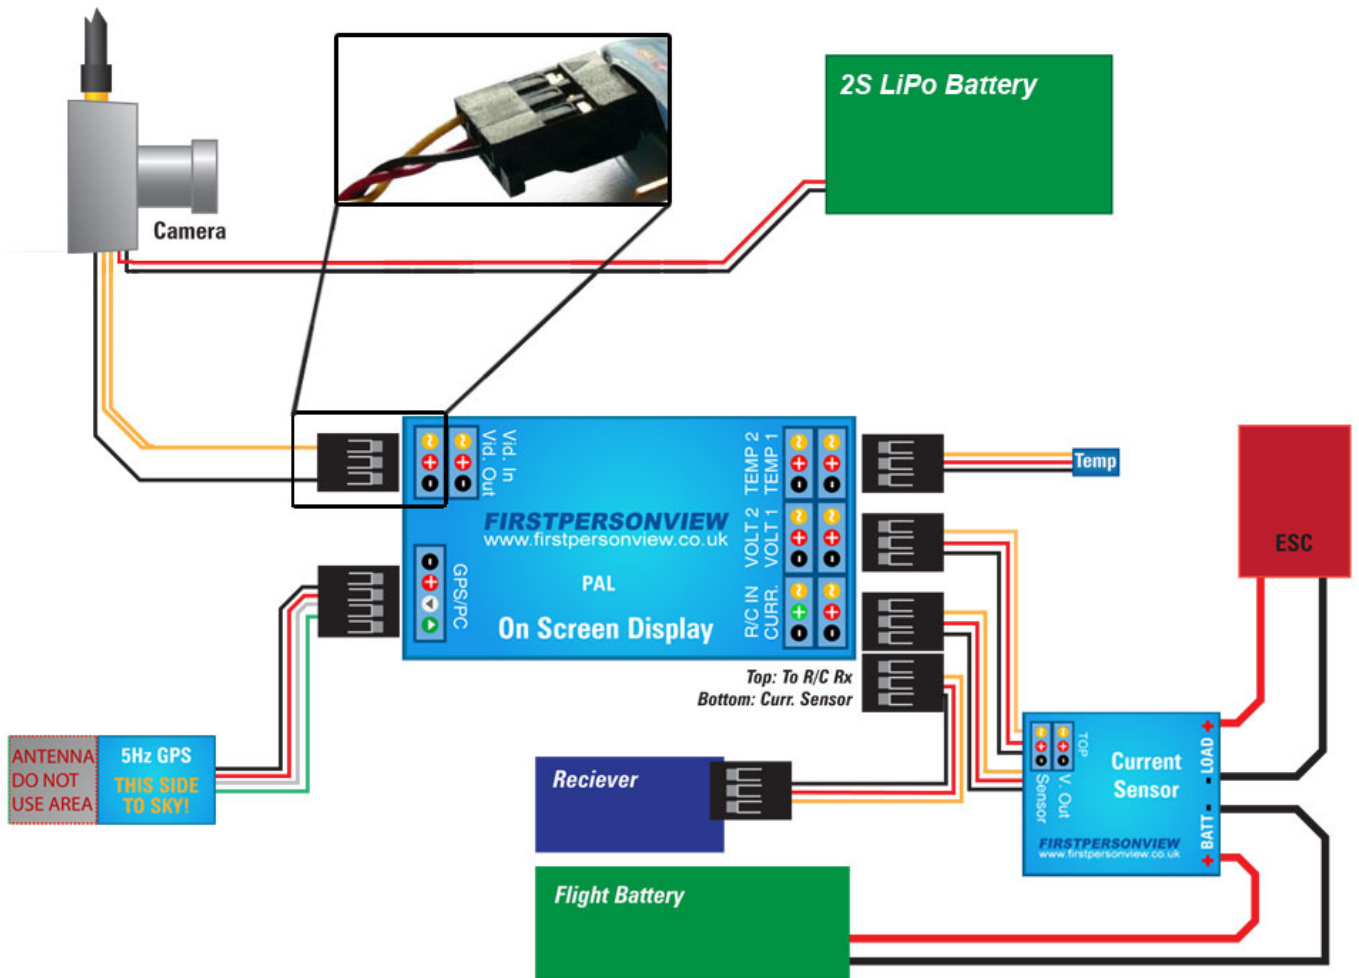 2S LiPo Battery
Camera
Vid. In
Vid. Out
TEMP 2
TEMP 1
Temp
FIRSTPERSONVIEW
www.firstpersonview.co.uk
VOLT 2
VOLT 1
ESC
GPS/PC
PAL
On Screen Display
R/C IN
CURR.
Top: To R/C Rx
Bottom: Curr. Sensor
ANTENNA
DO NOT
USE AREA
5Hz GPS
THIS SIDE
TO SKY!
Reciever
TOP
V. Out
Sensor
Current
Sensor
LOAD
BATT
FIRSTPERSONVIEW
www.firstpersonview.co.uk
Flight Battery